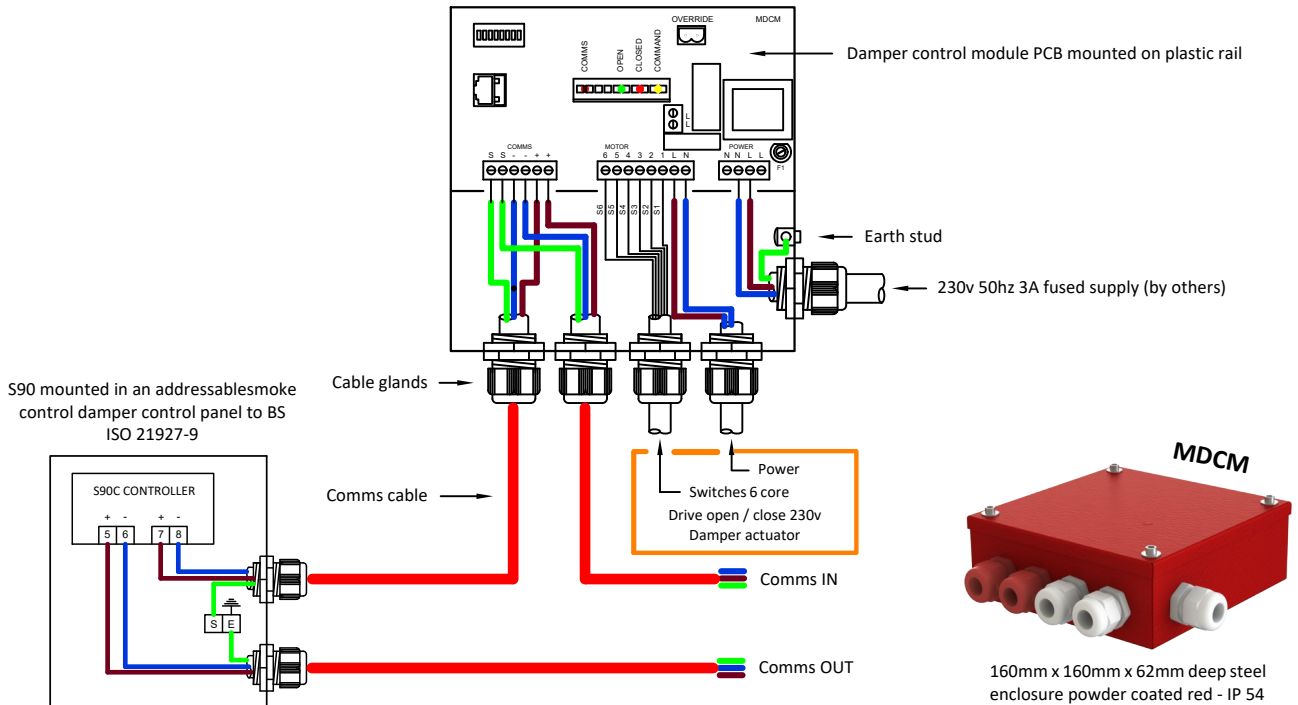 OVERRIDE
MDCM
COMMS
OPEN
CLOSED
COMMAND
Damper control module PCB mounted on plastic rail
L
L
COMMS
S S - - + +
MOTOR
6 5 4 3 2 1 L N
POWER
N N L L
F1
S6 S5 S4 S3 S2 S1
Earth stud
230v 50hz 3A fused supply (by others)
Cable glands
S90 mounted in an addressablesmoke
control damper control panel to BS
ISO 21927-9
S90C CONTROLLER
+ - + -
5 6 7 8
S E
Comms cable
Power
Switches 6 core
Drive open / close 230v
Damper actuator
Comms IN
Comms OUT
MDCM
160mm x 160mm x 62mm deep steel
enclosure powder coated red - IP 54